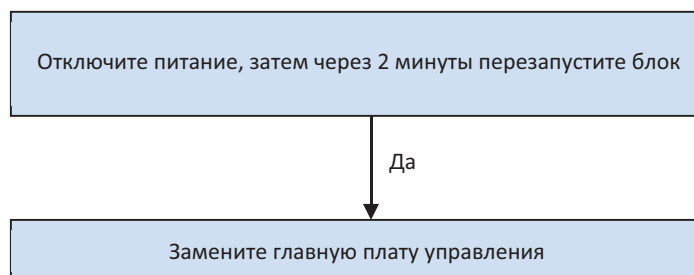 Отключите питание, затем через 2 минуты перезапустите блок
Да
Замените главную плату управления